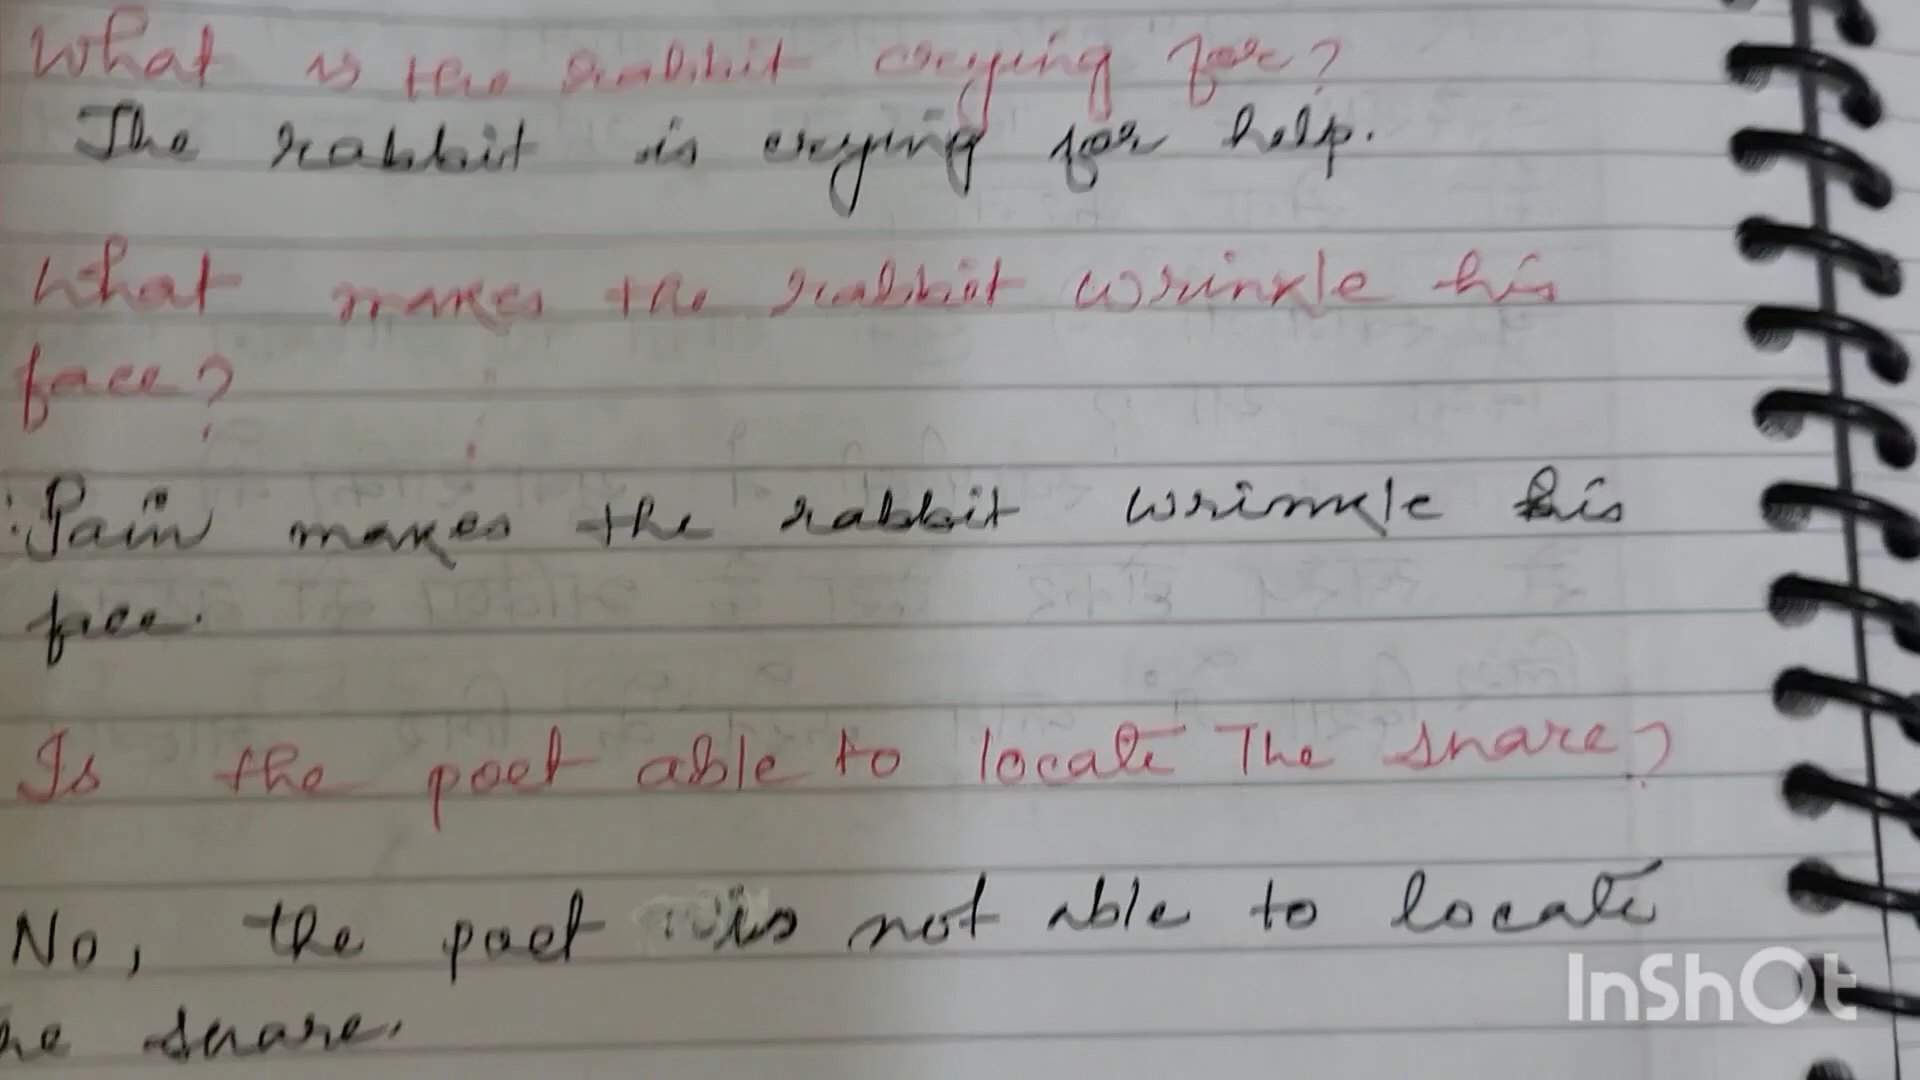 What is the rabbit crying for?
The rabbit is crying for help.
What makes the rabbit wrinkle his
face?
Pain makes the rabbit wrinkle his
face.
Is the poet able to locate The snare?
No, the poet is not able to locate
he snare.
InShOt